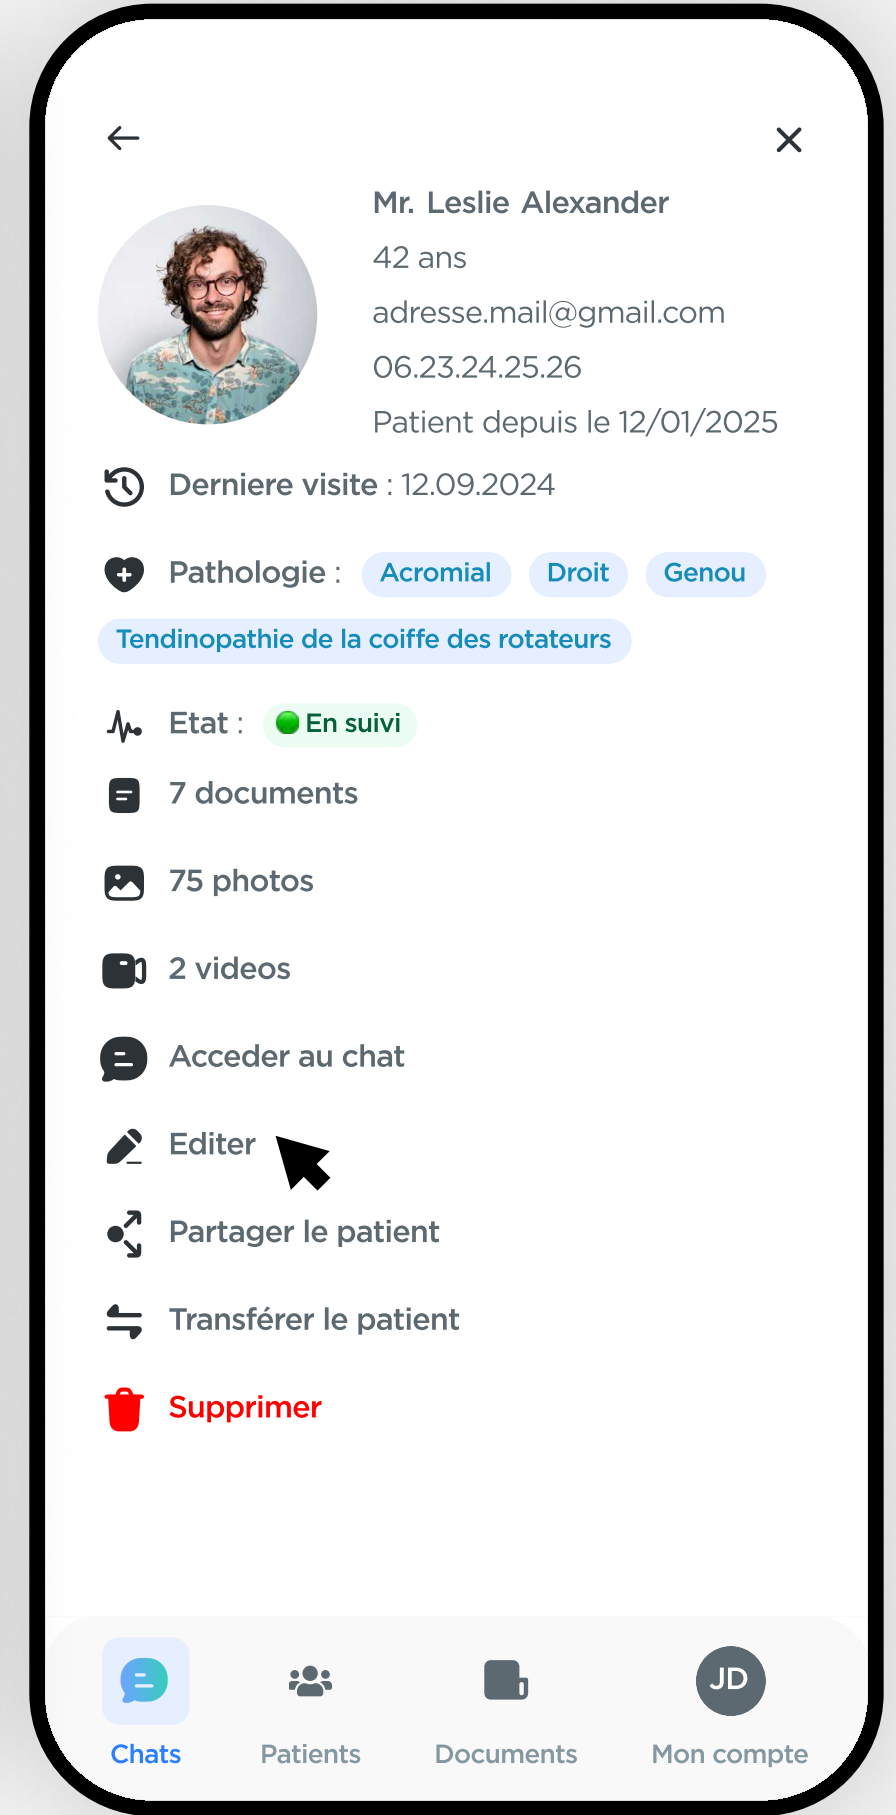 Mr. Leslie Alexander
42 ans
adresse.mail@gmail.com
06.23.24.25.26
Patient depuis le 12/01/2025
Derniere visite : 12.09.2024
Pathologie : Acromial Droit Genou
Tendinopathie de la coiffe des rotateurs
Etat : En suivi
7 documents
75 photos
2 videos
Acceder au chat
Editer
Partager le patient
Transférer le patient
Supprimer
JD
Chats Patients Documents Mon compte